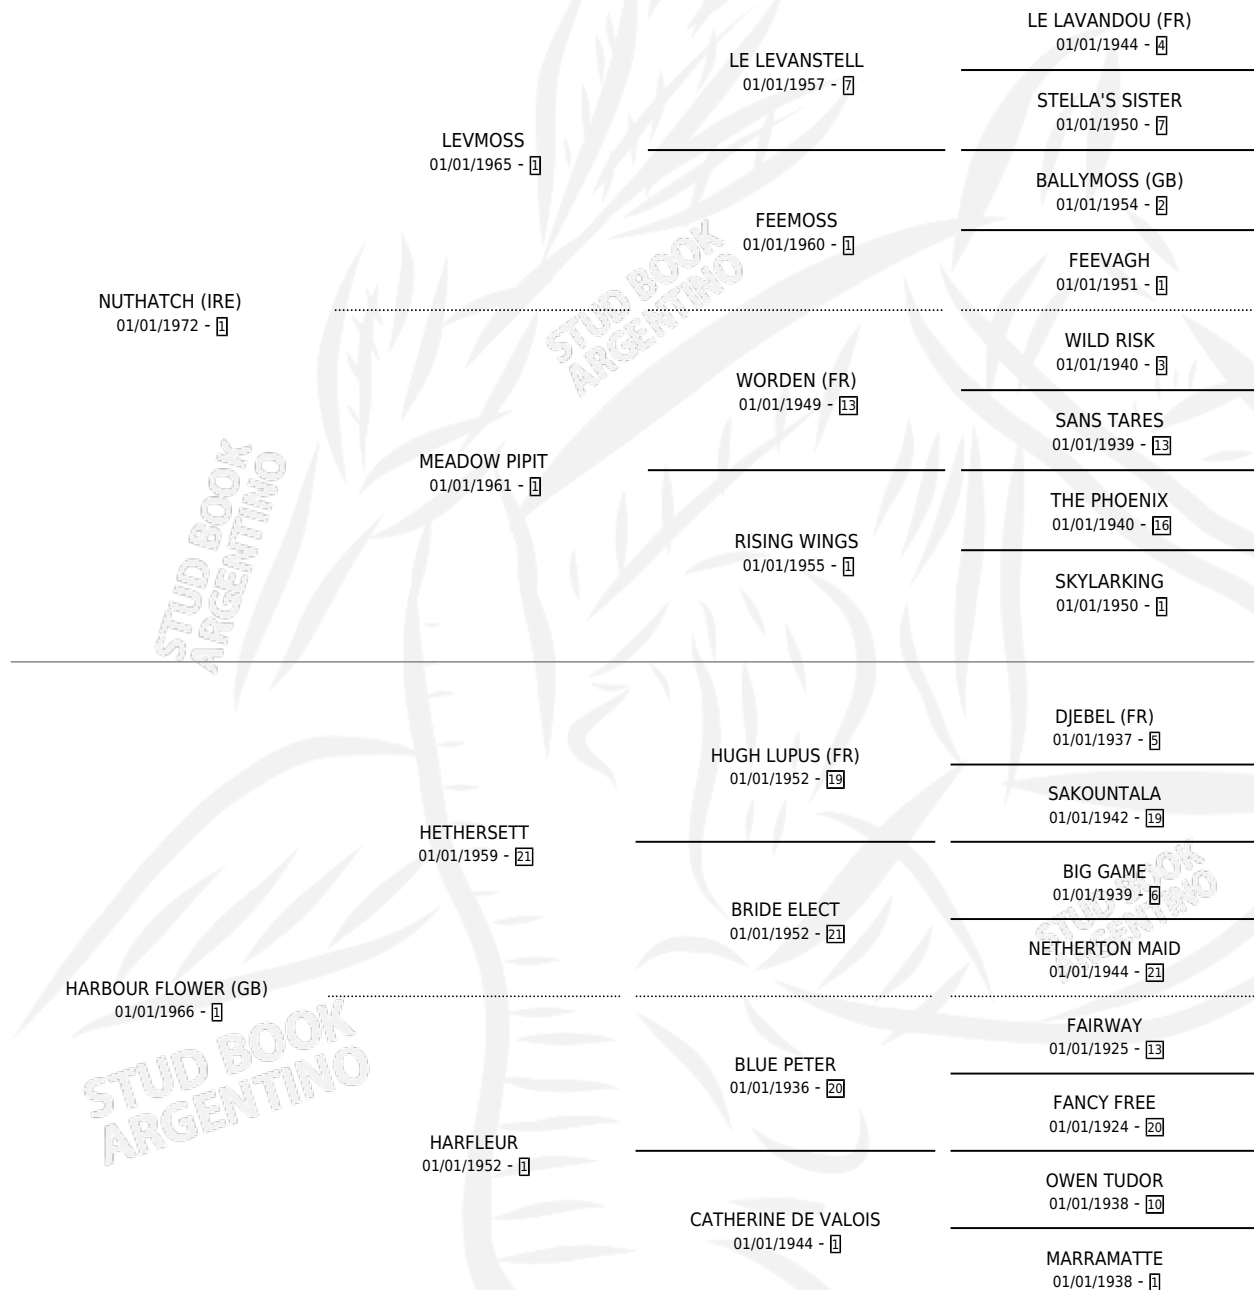 LE LAVANDOU (FR)
01/01/1944 - 4
LE LEVANSTELL
01/01/1957 - 7
STELLA'S SISTER
01/01/1950 - 7
LEVMOSS
01/01/1965 - 1
BALLYMOSS (GB)
01/01/1954 - 2
FEEMOSS
01/01/1960 - 1
FEEVAGH
01/01/1951 - 1
NUTHATCH (IRE)
01/01/1972 - 1
WILD RISK
01/01/1940 - 3
WORDEN (FR)
01/01/1949 - 13
SANS TARES
01/01/1939 - 13
MEADOW PIPIT
01/01/1961 - 1
THE PHOENIX
01/01/1940 - 16
RISING WINGS
01/01/1955 - 1
SKYLARKING
01/01/1950 - 1
DJEBEL (FR)
01/01/1937 - 5
HUGH LUPUS (FR)
01/01/1952 - 19
SAKOUNTALA
01/01/1942 - 19
HETHERSETT
01/01/1959 - 21
BIG GAME
01/01/1939 - 6
BRIDE ELECT
01/01/1952 - 21
NETHERTON MAID
01/01/1944 - 21
HARBOUR FLOWER (GB)
01/01/1966 - 1
FAIRWAY
01/01/1925 - 13
BLUE PETER
01/01/1936 - 20
FANCY FREE
01/01/1924 - 20
HARFLEUR
01/01/1952 - 1
OWEN TUDOR
01/01/1938 - 10
CATHERINE DE VALOIS
01/01/1944 - 1
MARRAMATTE
01/01/1938 - 1
STUD BOOK
ARGENTINO
STUD BOOK
ARGENTINO
STUD BOOK
ARGENTINO
STUD BOOK
ARGENTINO